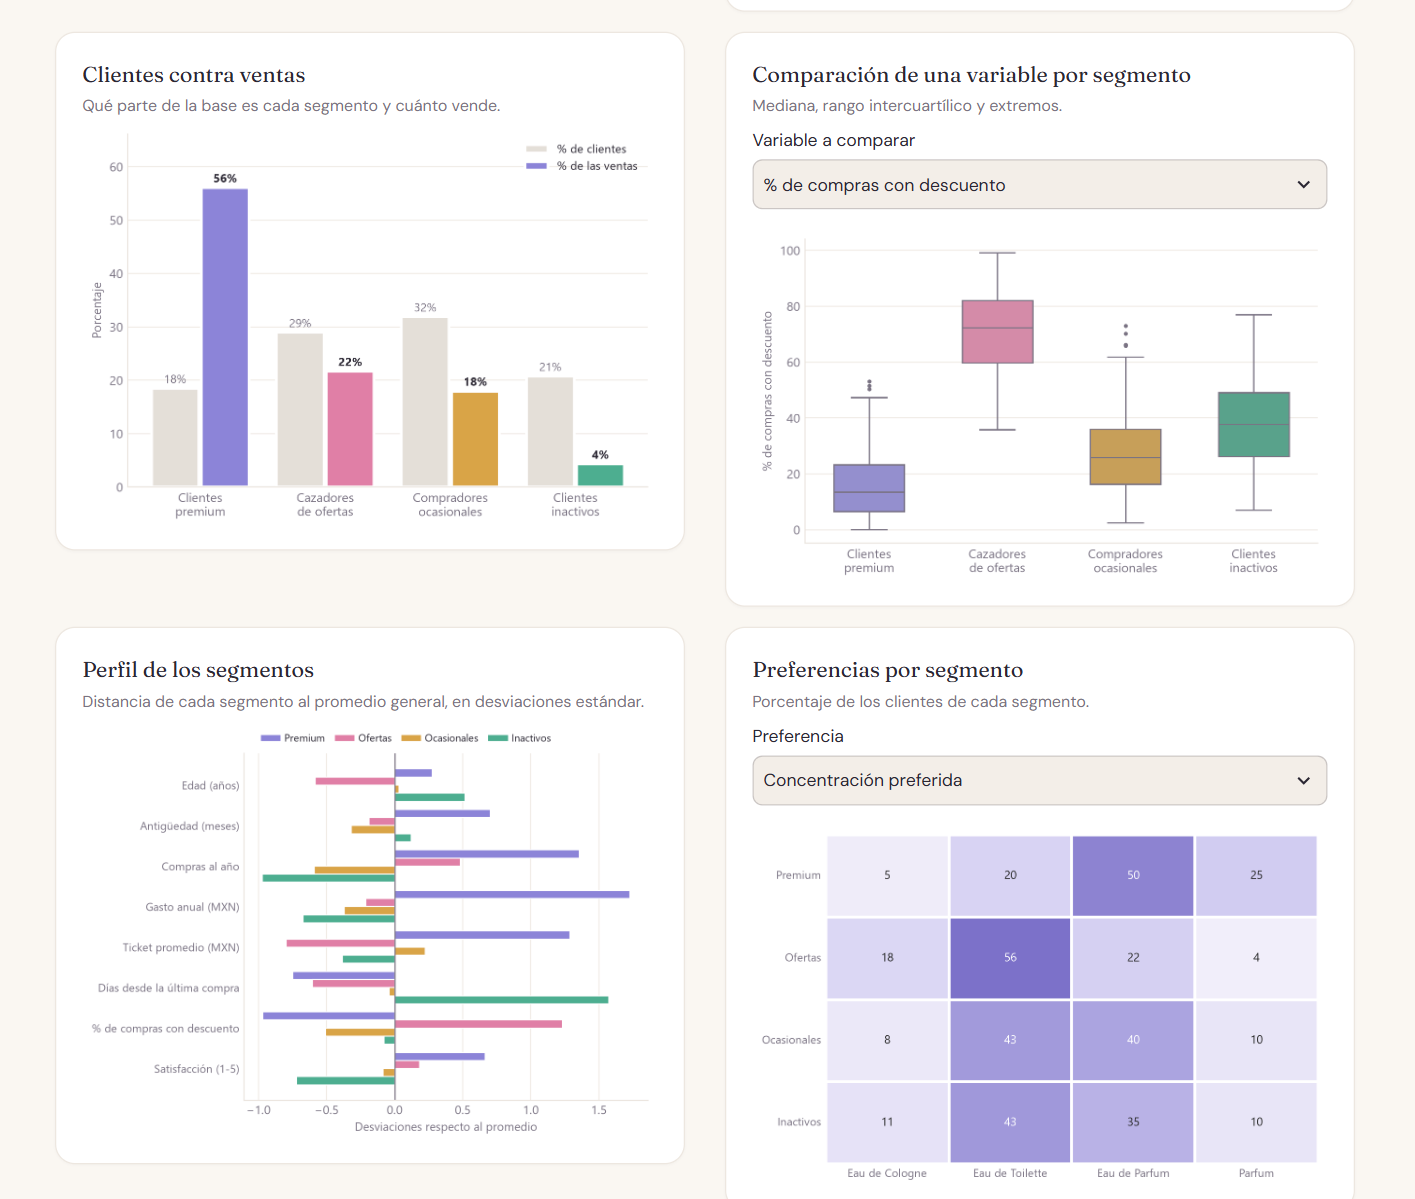 Clientes contra ventas
Qué parte de la base es cada segmento y cuánto vende.
% de clientes
% de las ventas
Porcentaje
60
50
40
30
20
10
0
18%
56%
29%
22%
32%
18%
21%
4%
Clientes
premium
Cazadores
de ofertas
Compradores
ocasionales
Clientes
inactivos
Comparación de una variable por segmento
Mediana, rango intercuartílico y extremos.
Variable a comparar
% de compras con descuento
% de compras con descuento
100
80
60
40
20
0
Clientes
premium
Cazadores
de ofertas
Compradores
ocasionales
Clientes
inactivos
Perfil de los segmentos
Distancia de cada segmento al promedio general, en desviaciones estándar.
Premium Ofertas Ocasionales Inactivos
Edad (años)
Antigüedad (meses)
Compras al año
Gasto anual (MXN)
Ticket promedio (MXN)
Días desde la última compra
% de compras con descuento
Satisfacción (1-5)
−1.0 −0.5 0.0 0.5 1.0 1.5
Desviaciones respecto al promedio
Preferencias por segmento
Porcentaje de los clientes de cada segmento.
Preferencia
Concentración preferida
Premium 5 20 50 25
Ofertas 18 56 22 4
Ocasionales 8 43 40 10
Inactivos 11 43 35 10
Eau de Cologne Eau de Toilette Eau de Parfum Parfum